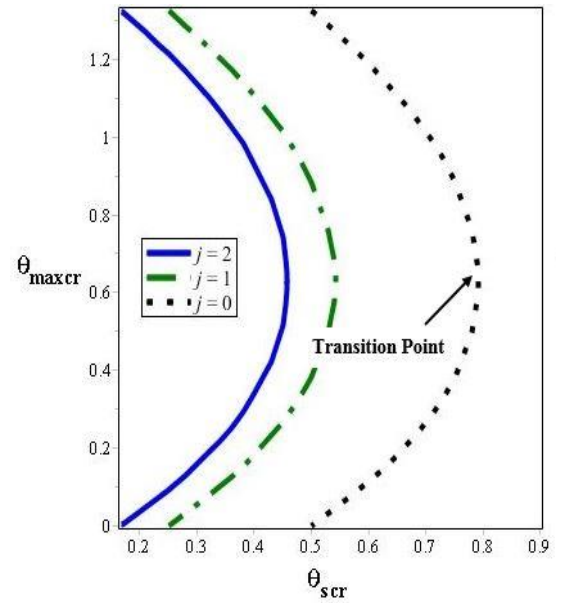 1.2
1
0.8
θmaxcr
0.6
0.4
0.2
0
j = 2
j = 1
j = 0
Transition Point
0.2 0.3 0.4 0.5 0.6 0.7 0.8 0.9
θscr